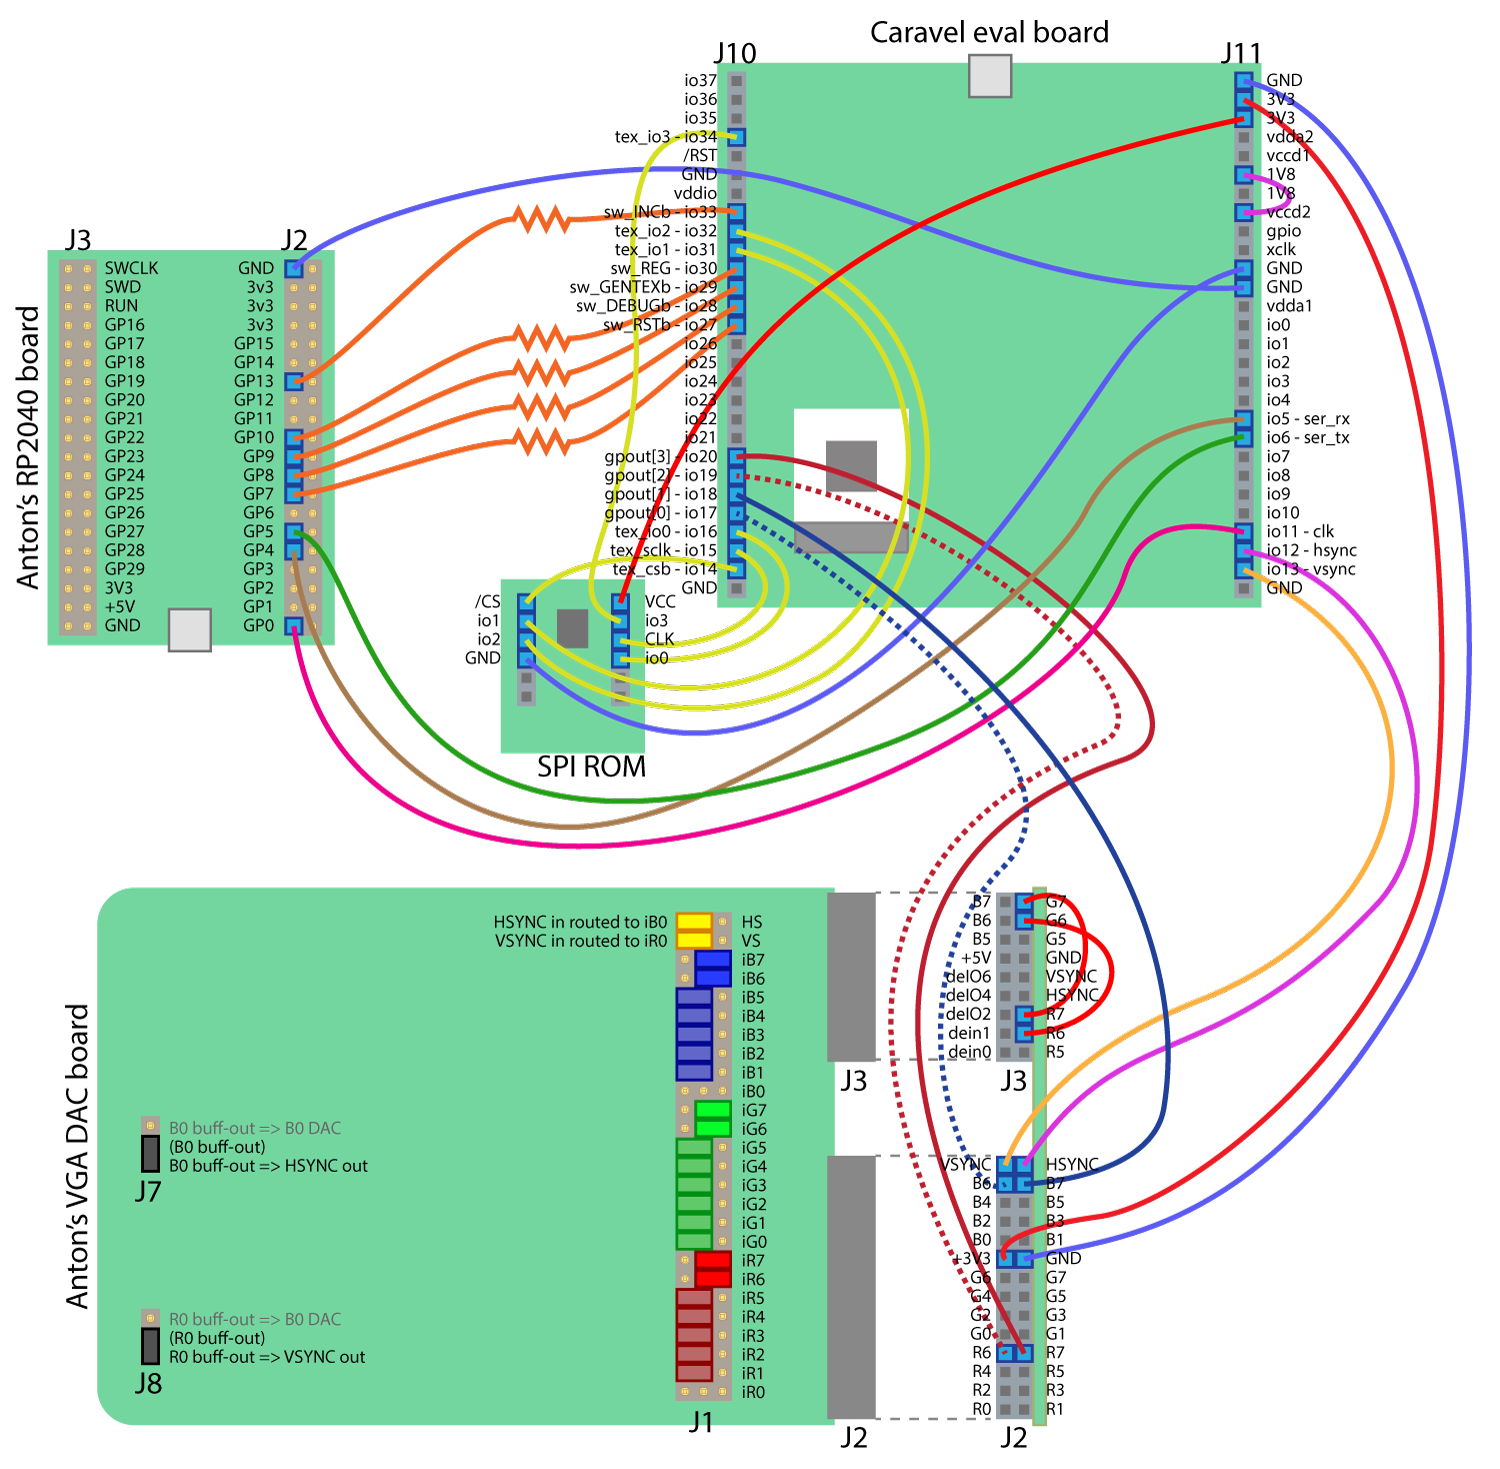 Caravel eval board
J10
J11
io37
io36
io35
tex_io3 - io34
/RST
GND
vddio
sw_INCb - io33
tex_io2 - io32
tex_io1 - io31
sw_REG - io30
sw_GENTEXb - io29
sw_DEBUGb - io28
sw_RSTb - io27
io26
io25
io24
io23
io22
io21
gpout[3] - io20
gpout[2] - io19
gpout[1] - io18
gpout[0] - io17
tex_io0 - io16
tex_sclk - io15
tex_csb - io14
GND
GND
3V3
3V3
vdda2
vccd1
1V8
1V8
vccd2
gpio
xclk
GND
GND
vdda1
io0
io1
io2
io3
io4
io5 - ser_rx
io6 - ser_tx
io7
io8
io9
io10
io11 - clk
io12 - hsync
io13 - vsync
GND
Anton's RP2040 board
J3
J2
SWCLK
SWD
RUN
GP16
GP17
GP18
GP19
GP20
GP21
GP22
GP23
GP24
GP25
GP26
GP27
GP28
GP29
3V3
+5V
GND
GND
3v3
3v3
3v3
GP15
GP14
GP13
GP12
GP11
GP10
GP9
GP8
GP7
GP6
GP5
GP4
GP3
GP2
GP1
GP0
/CS
io1
io2
GND
VCC
io3
CLK
io0
SPI ROM
Anton's VGA DAC board
HSYNC in routed to iB0
VSYNC in routed to iR0
HS
VS
iB7
iB6
iB5
iB4
iB3
iB2
iB1
iB0
iG7
iG6
iG5
iG4
iG3
iG2
iG1
iG0
iR7
iR6
iR5
iR4
iR3
iR2
iR1
iR0
J1
B0 buff-out => B0 DAC
(B0 buff-out)
B0 buff-out => HSYNC out
J7
R0 buff-out => B0 DAC
(R0 buff-out)
R0 buff-out => VSYNC out
J8
J3
J2
B7
B6
B5
+5V
deIO6
deIO4
deIO2
dein1
dein0
G7
G6
G5
GND
VSYNC
HSYNC
R7
R6
R5
J3
VSYNC
B6
B4
B2
B0
+3V3
G6
G4
G2
G0
R6
R4
R2
R0
HSYNC
B7
B5
B3
B1
GND
G7
G5
G3
G1
R7
R5
R3
R1
J2